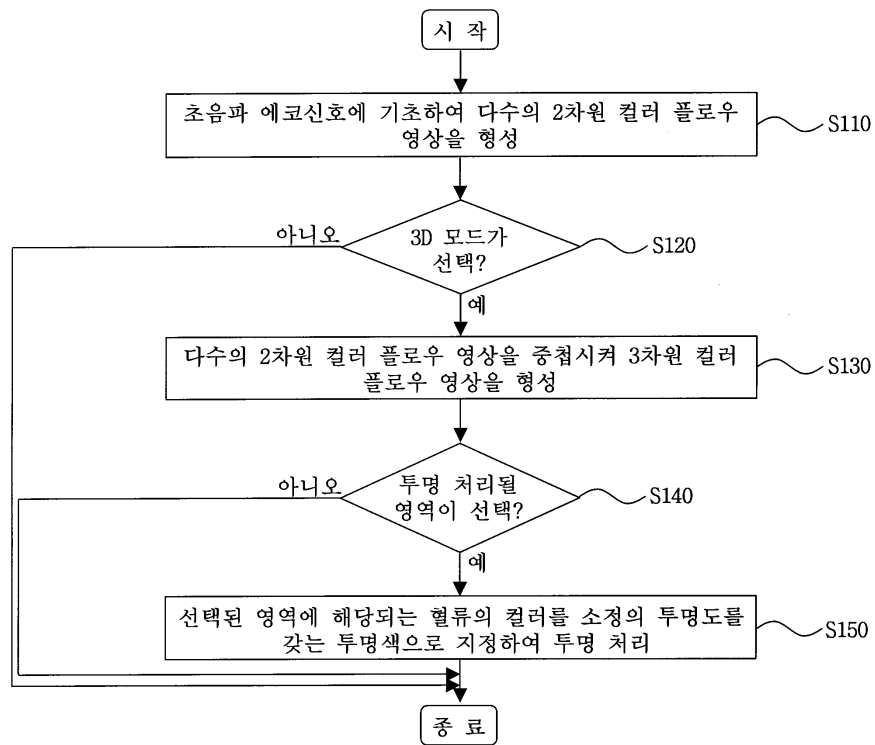 시 작
초음파 에코신호에 기초하여 다수의 2차원 컬러 플로우
영상을 형성
S110
아니오
3D 모드가
선택?
S120
예
다수의 2차원 컬러 플로우 영상을 중첩시켜 3차원 컬러
플로우 영상을 형성
S130
아니오
투명 처리될
영역이 선택?
S140
예
선택된 영역에 해당되는 혈류의 컬러를 소정의 투명도를
갖는 투명색으로 지정하여 투명 처리
S150
종 료